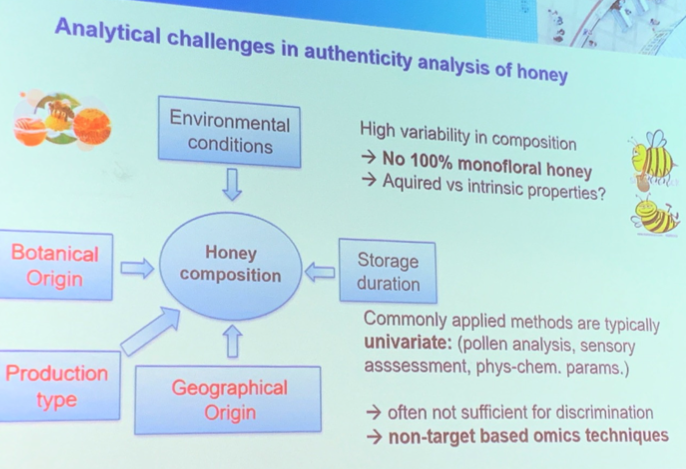 Analytical challenges in authenticity analysis of honey
Environmental
conditions
High variability in composition
→ No 100% monofloral honey
→ Aquired vs intrinsic properties?
Botanical
Origin
Honey
composition
Storage
duration
Production
type
Geographical
Origin
Commonly applied methods are typically
univariate: (pollen analysis, sensory
asssessment, phys-chem. params.)
→ often not sufficient for discrimination
→ non-target based omics techniques